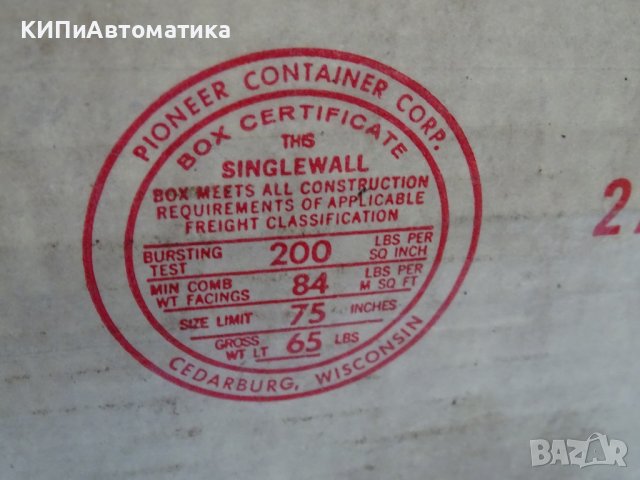 КИПиАвтоматика
PIONEER CONTAINER CORP.
BOX CERTIFICATE
THIS
SINGLEWALL
BOX MEETS ALL CONSTRUCTION
REQUIREMENTS OF APPLICABLE
FREIGHT CLASSIFICATION
BURSTING TEST 200 LBS PER SQ INCH
MIN COMB WT FACINGS 84 LBS PER M SQ FT
SIZE LIMIT 75 INCHES
GROSS WT LT 65 LBS
CEDARBURG, WISCONSIN
BAZAR